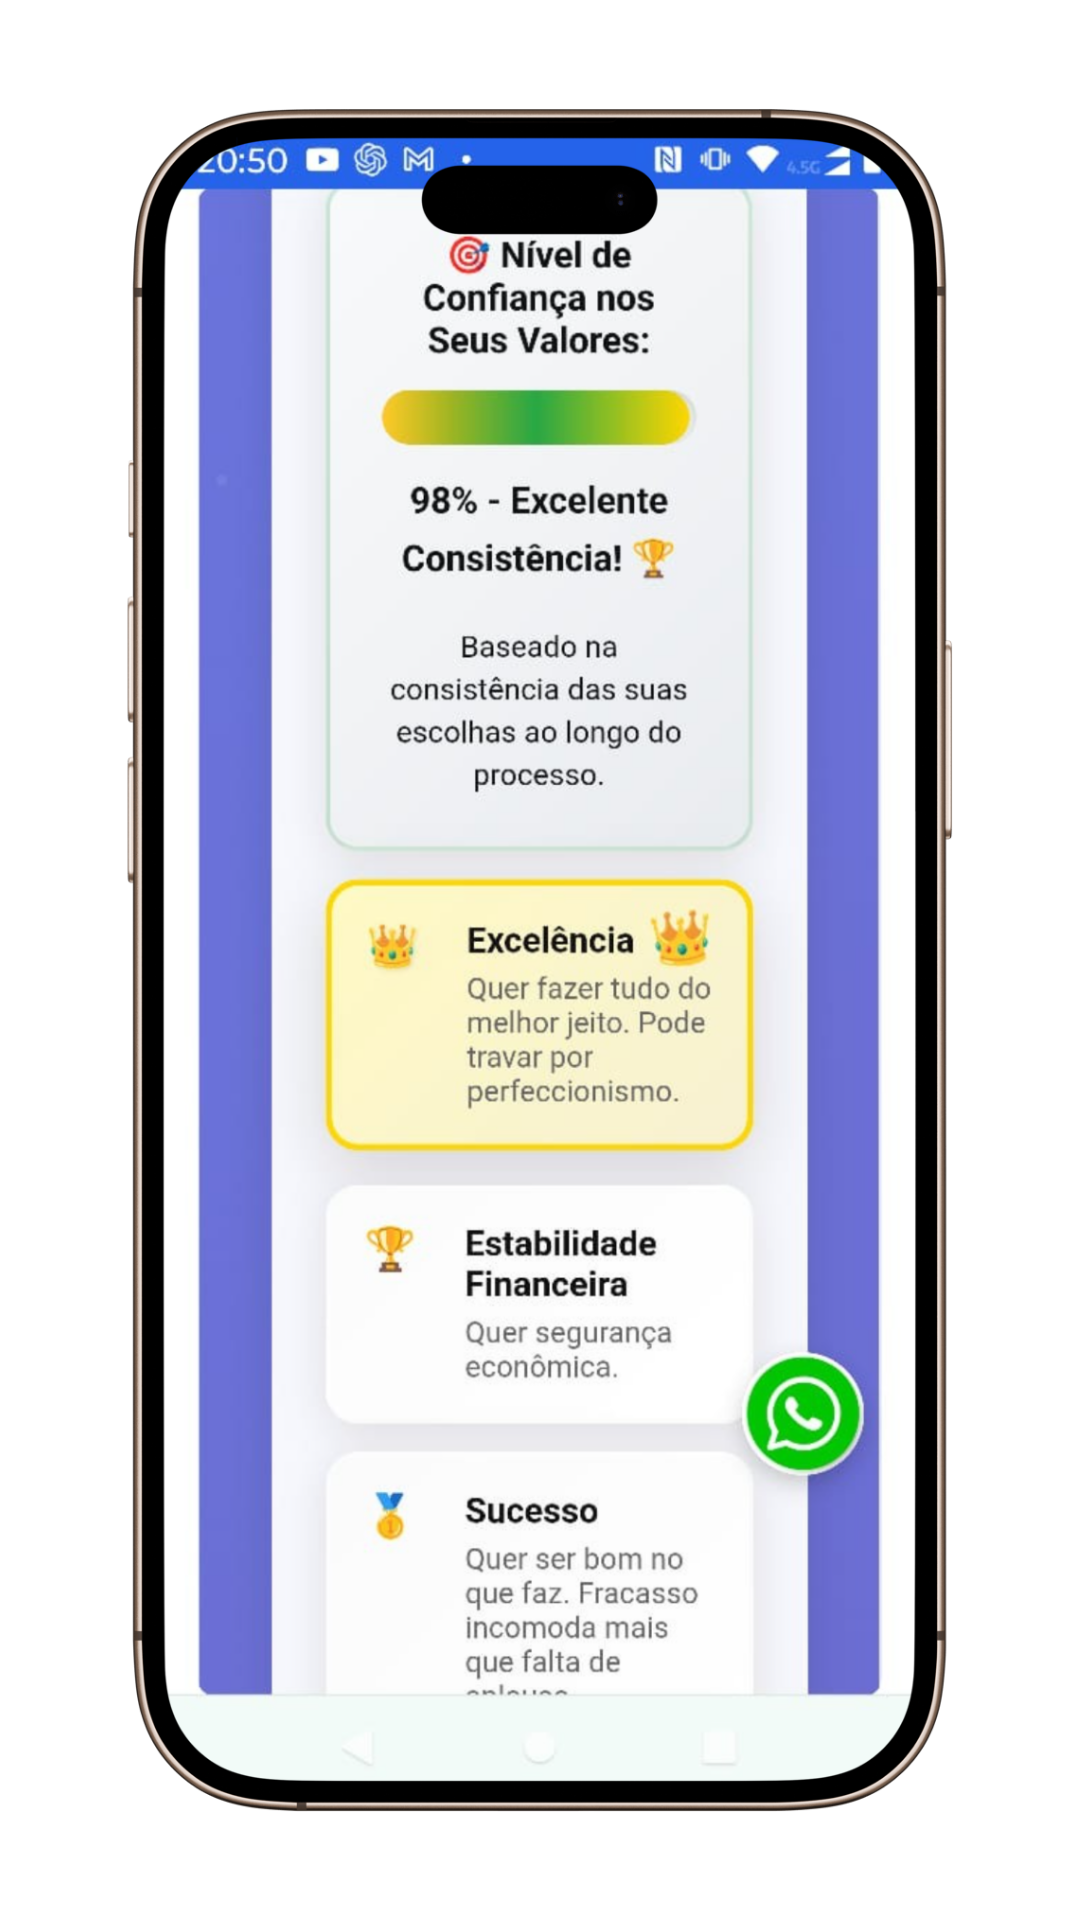 20:50
4.5G
Nível de
Confiança nos
Seus Valores:
98% - Excelente
Consistência!
Baseado na
consistência das suas
escolhas ao longo do
processo.
Excelência
Quer fazer tudo do
melhor jeito. Pode
travar por
perfeccionismo.
Estabilidade
Financeira
Quer segurança
econômica.
Sucesso
Quer ser bom no
que faz. Fracasso
incomoda mais
que falta de